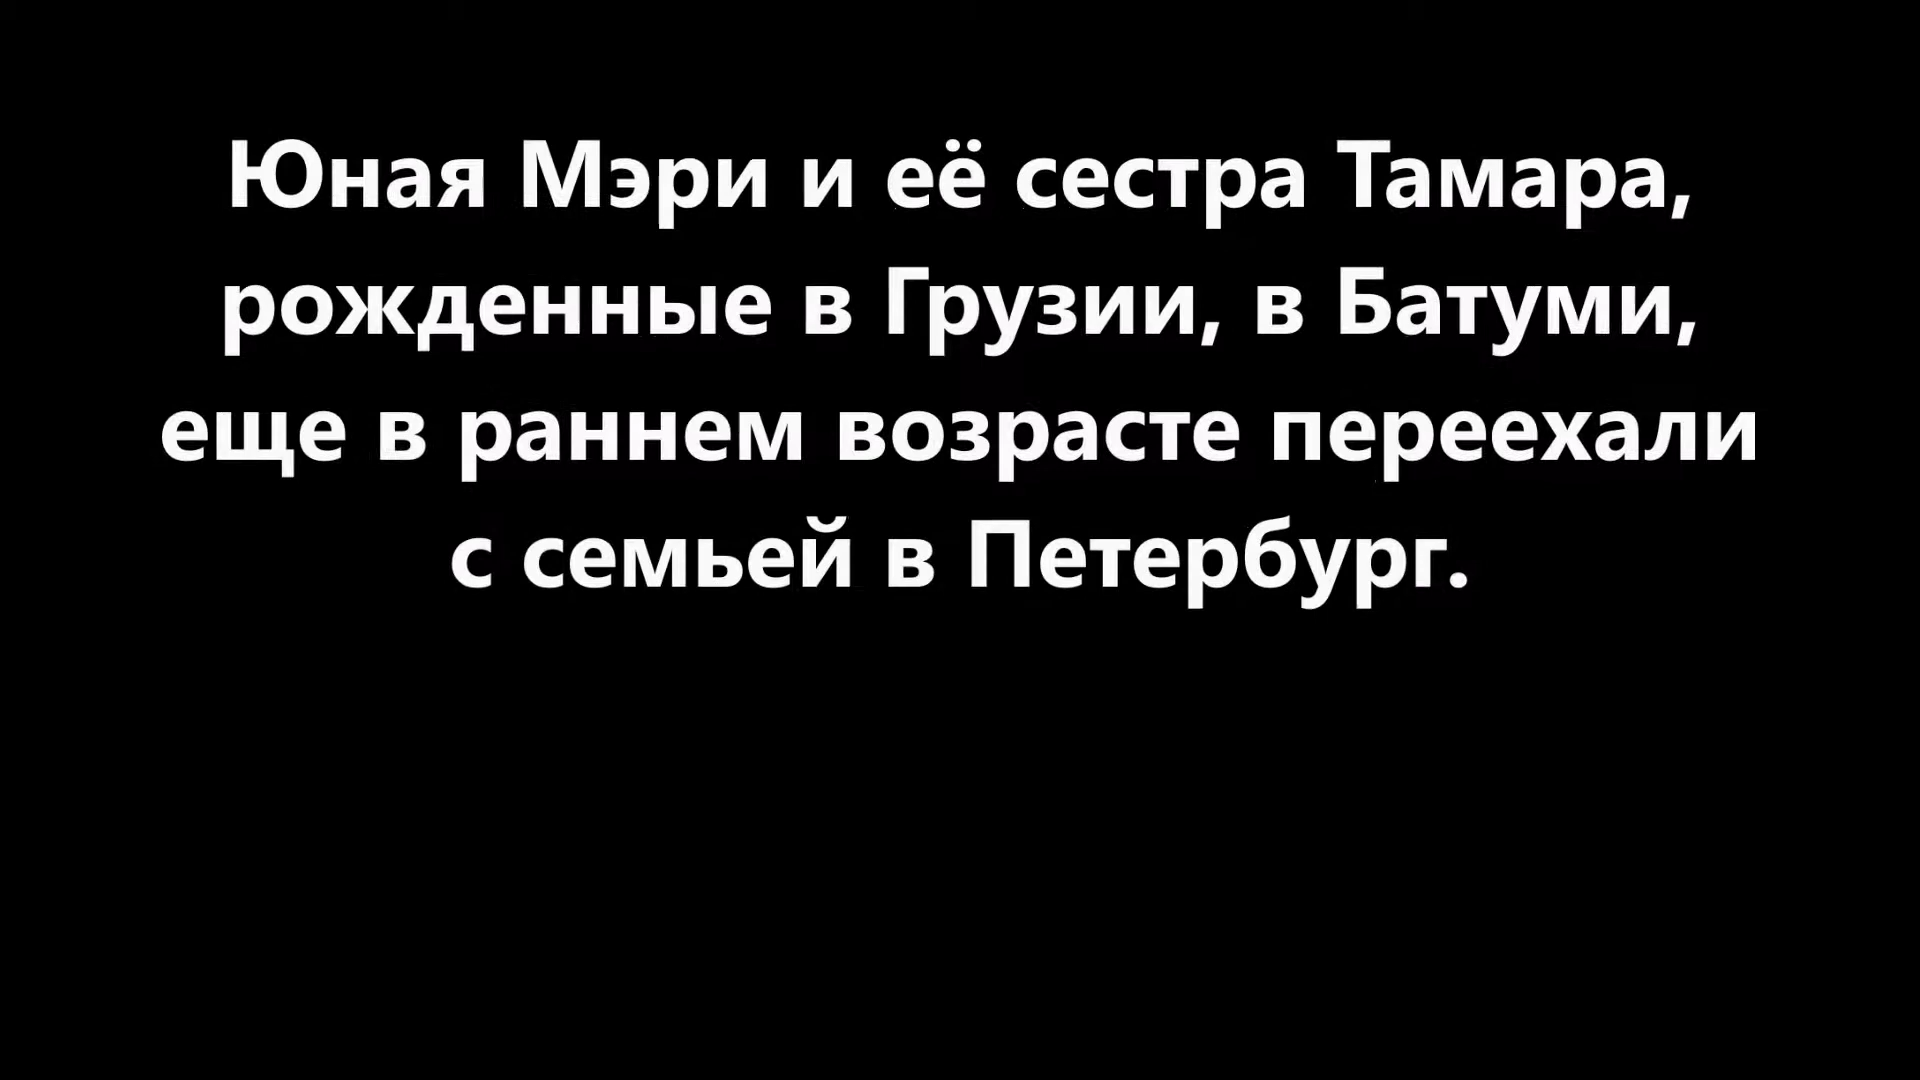 Юная Мэри и её сестра Тамара,
рожденные в Грузии, в Батуми,
еще в раннем возрасте переехали
с семьей в Петербург.